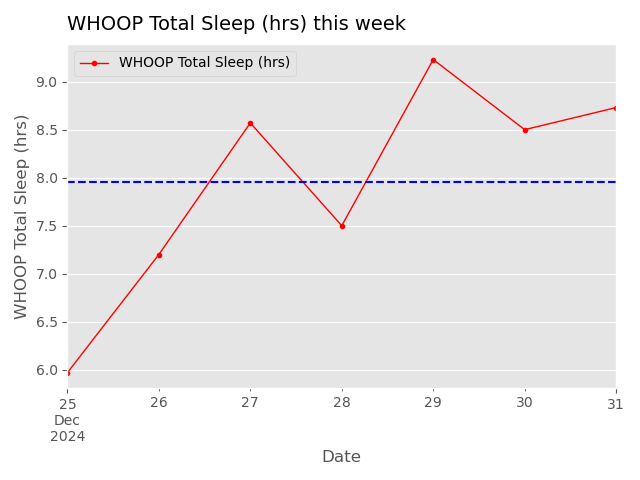 WHOOP Total Sleep (hrs) this week
WHOOP Total Sleep (hrs)
WHOOP Total Sleep (hrs)
9.0
8.5
8.0
7.5
7.0
6.5
6.0
25 26 27 28 29 30 31
Dec
2024
Date